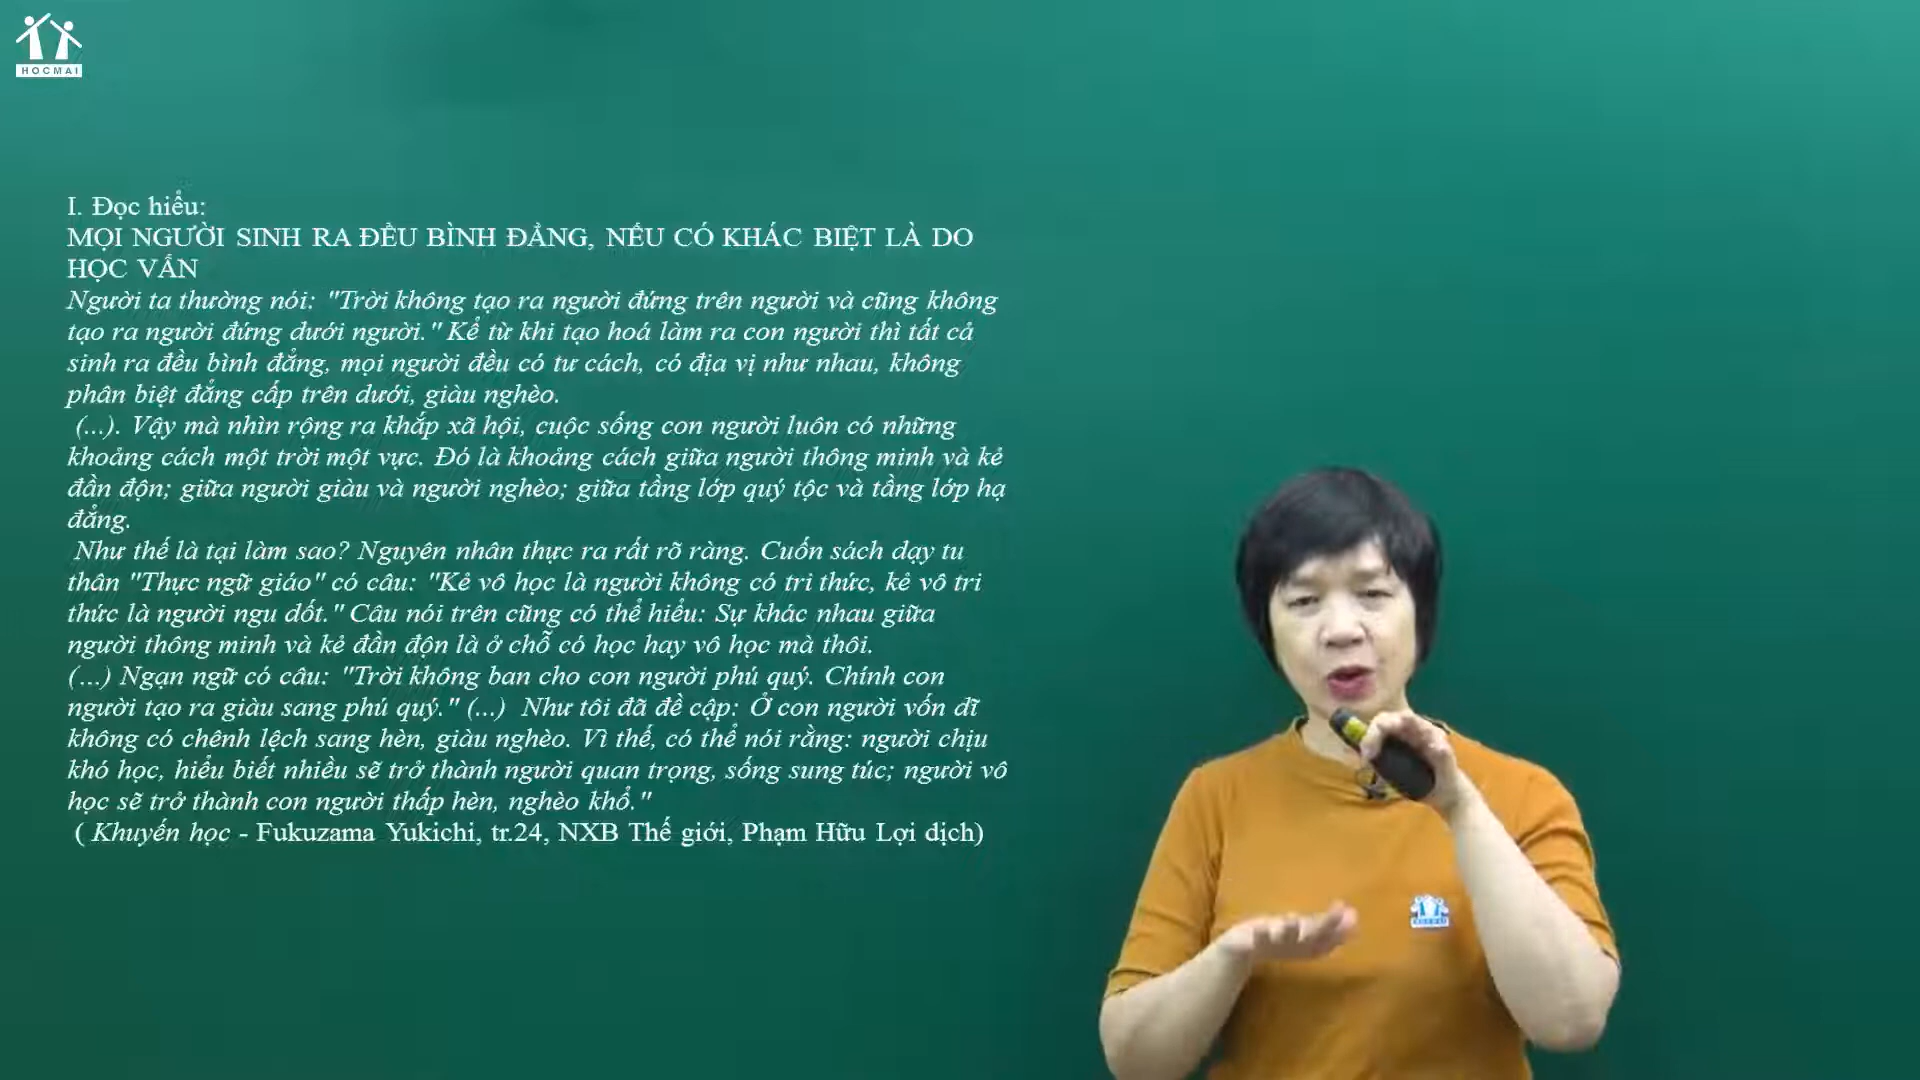 HOCMAI
I. Đọc hiểu:
MỌI NGƯỜI SINH RA ĐỀU BÌNH ĐẲNG, NẾU CÓ KHÁC BIỆT LÀ DO
HỌC VẤN
Người ta thường nói: "Trời không tạo ra người đứng trên người và cũng không
tạo ra người đứng dưới người." Kể từ khi tạo hoá làm ra con người thì tất cả
sinh ra đều bình đẳng, mọi người đều có tư cách, có địa vị như nhau, không
phân biệt đẳng cấp trên dưới, giàu nghèo.
(...). Vậy mà nhìn rộng ra khắp xã hội, cuộc sống con người luôn có những
khoảng cách một trời một vực. Đó là khoảng cách giữa người thông minh và kẻ
đần độn; giữa người giàu và người nghèo; giữa tầng lớp quý tộc và tầng lớp hạ
đẳng.
Như thế là tại làm sao? Nguyên nhân thực ra rất rõ ràng. Cuốn sách dạy tu
thân "Thực ngữ giáo" có câu: "Kẻ vô học là người không có tri thức, kẻ vô tri
thức là người ngu dốt." Câu nói trên cũng có thể hiểu: Sự khác nhau giữa
người thông minh và kẻ đần độn là ở chỗ có học hay vô học mà thôi.
(...) Ngạn ngữ có câu: "Trời không ban cho con người phú quý. Chính con
người tạo ra giàu sang phú quý." (...) Như tôi đã đề cập: Ở con người vốn dĩ
không có chênh lệch sang hèn, giàu nghèo. Vì thế, có thể nói rằng: người chịu
khó học, hiểu biết nhiều sẽ trở thành người quan trọng, sống sung túc; người vô
học sẽ trở thành con người thấp hèn, nghèo khổ."
( Khuyến học - Fukuzama Yukichi, tr.24, NXB Thế giới, Phạm Hữu Lợi dịch)